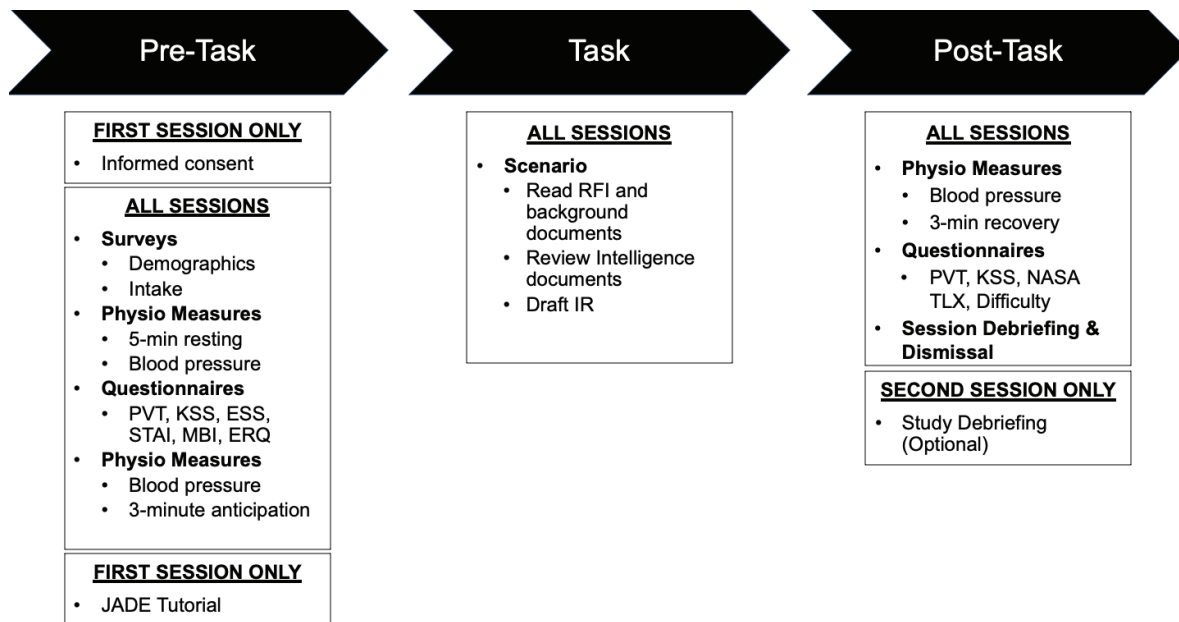 Pre-Task
FIRST SESSION ONLY
• Informed consent
ALL SESSIONS
• Surveys
• Demographics
• Intake
• Physio Measures
• 5-min resting
• Blood pressure
• Questionnaires
• PVT, KSS, ESS,
STAI, MBI, ERQ
• Physio Measures
• Blood pressure
• 3-minute anticipation
FIRST SESSION ONLY
• JADE Tutorial
Task
ALL SESSIONS
• Scenario
• Read RFI and
background
documents
• Review Intelligence
documents
• Draft IR
Post-Task
ALL SESSIONS
• Physio Measures
• Blood pressure
• 3-min recovery
• Questionnaires
• PVT, KSS, NASA
TLX, Difficulty
• Session Debriefing &
Dismissal
SECOND SESSION ONLY
• Study Debriefing
(Optional)